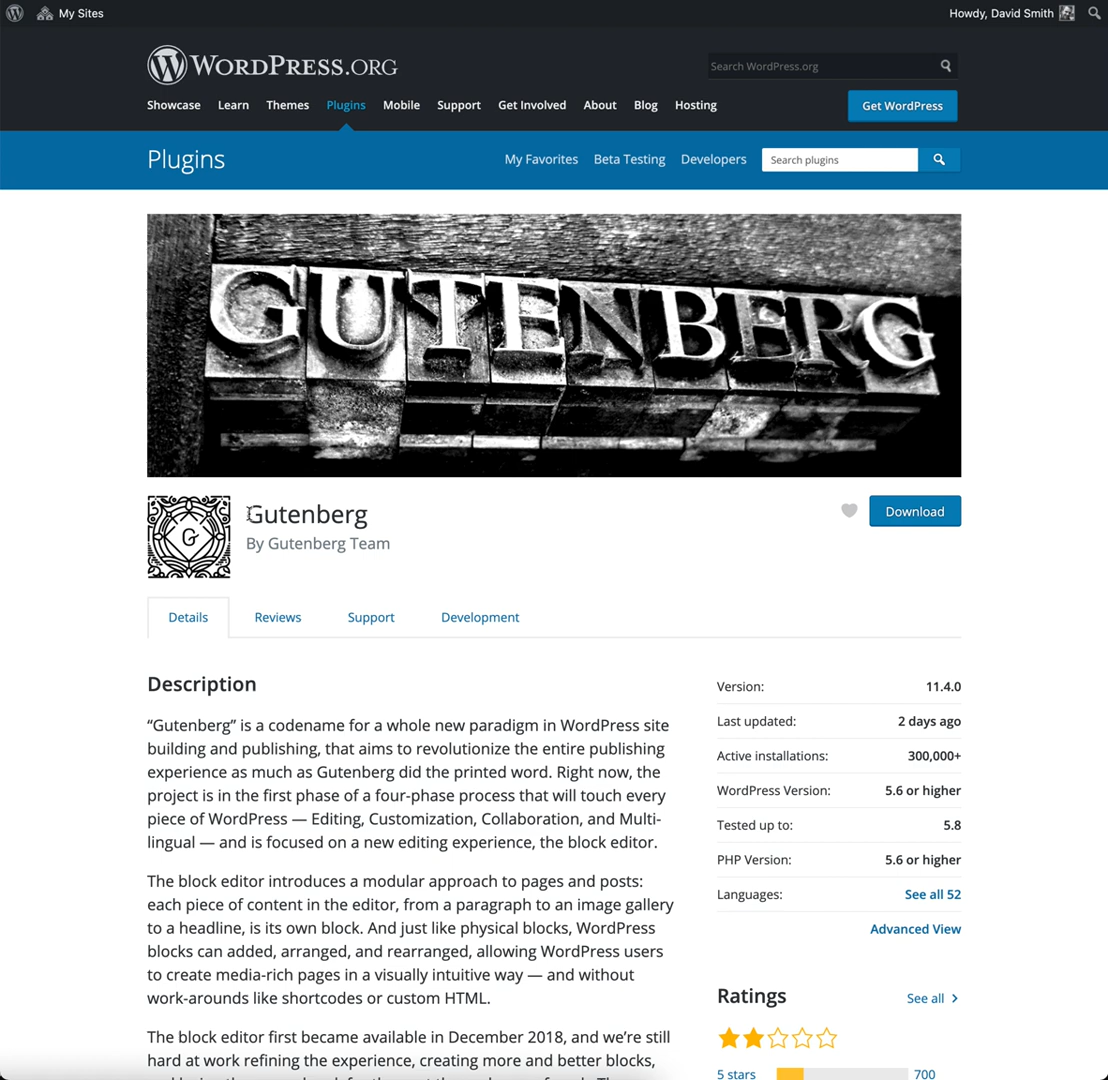 My Sites
Howdy, David Smith
WORDPRESS.ORG
Search WordPress.org
Showcase Learn Themes Plugins Mobile Support Get Involved About Blog Hosting
Get WordPress
Plugins
My Favorites Beta Testing Developers
Search plugins
GUTENBERG
G
Gutenberg
By Gutenberg Team
Download
Details Reviews Support Development
Description
“Gutenberg” is a codename for a whole new paradigm in WordPress site
building and publishing, that aims to revolutionize the entire publishing
experience as much as Gutenberg did the printed word. Right now, the
project is in the first phase of a four-phase process that will touch every
piece of WordPress — Editing, Customization, Collaboration, and Multi-
lingual — and is focused on a new editing experience, the block editor.
The block editor introduces a modular approach to pages and posts:
each piece of content in the editor, from a paragraph to an image gallery
to a headline, is its own block. And just like physical blocks, WordPress
blocks can added, arranged, and rearranged, allowing WordPress users
to create media-rich pages in a visually intuitive way — and without
work-arounds like shortcodes or custom HTML.
The block editor first became available in December 2018, and we’re still
hard at work refining the experience, creating more and better blocks,
Version: 11.4.0
Last updated: 2 days ago
Active installations: 300,000+
WordPress Version: 5.6 or higher
Tested up to: 5.8
PHP Version: 5.6 or higher
Languages: See all 52
Advanced View
Ratings
See all
5 stars 700